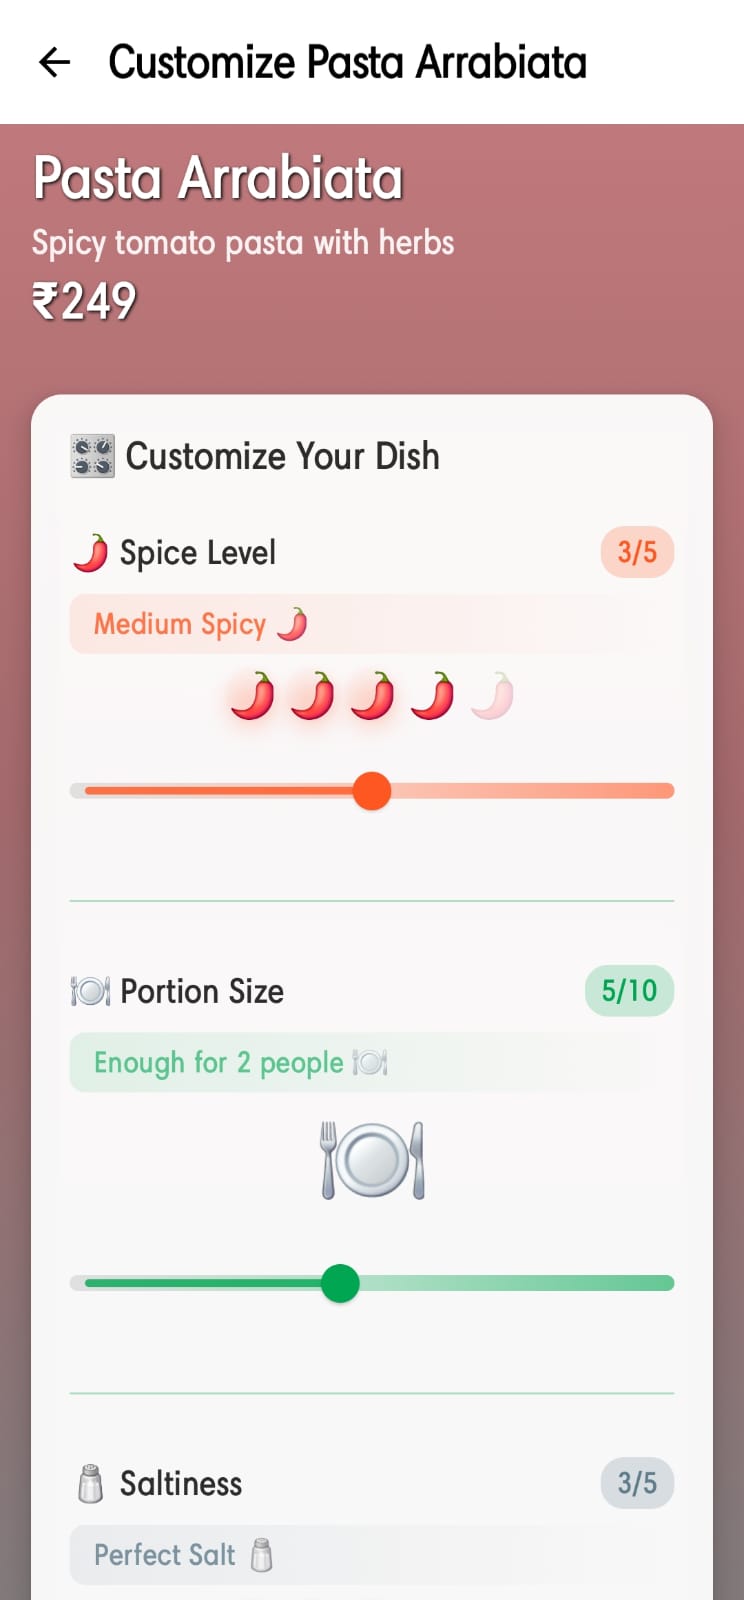 Customize Pasta Arrabiata
Pasta Arrabiata
Spicy tomato pasta with herbs
₹249
Customize Your Dish
Spice Level 3/5
Medium Spicy
Portion Size 5/10
Enough for 2 people
Saltiness 3/5
Perfect Salt